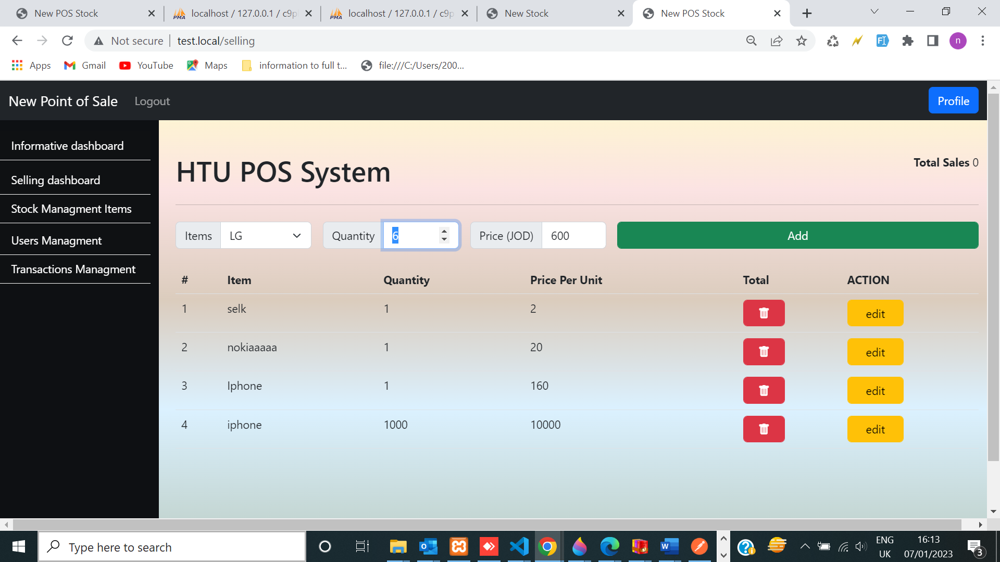 New POS Stock
localhost / 127.0.0.1 / c9p
localhost / 127.0.0.1 / c9p
New Stock
New POS Stock
Not secure
test.local/selling
n
Apps
Gmail
YouTube
Maps
information to full t...
file:///C:/Users/200...
New Point of Sale
Logout
Profile
Informative dashboard
Selling dashboard
Stock Managment Items
Users Managment
Transactions Managment
HTU POS System
Total Sales 0
Items LG
Quantity 6
Price (JOD) 600
Add
# Item Quantity Price Per Unit Total ACTION
1 selk 1 2 edit
2 nokiaaaaa 1 20 edit
3 Iphone 1 160 edit
4 iphone 1000 10000 edit
Type here to search
ENG
UK
16:13
07/01/2023
3